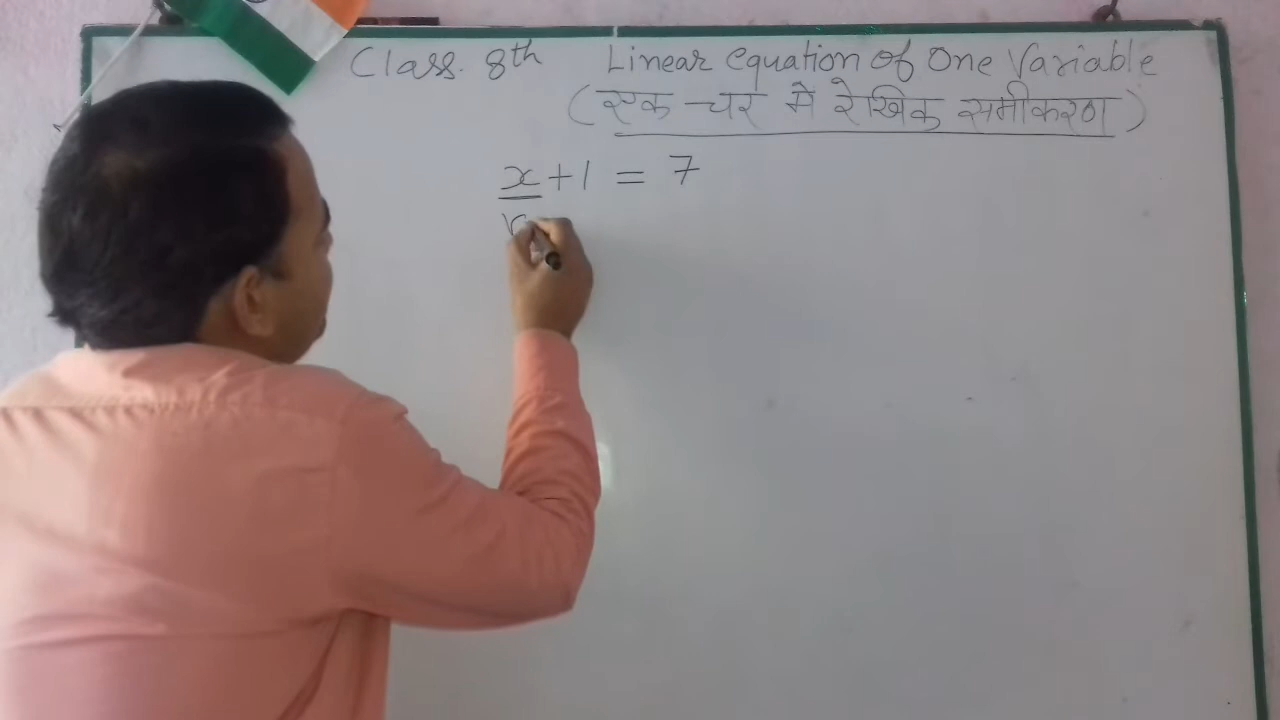 Class. 8th Linear equation of One Variable
(एक चर मे रेखिक समीकरण)
x + 1 = 7